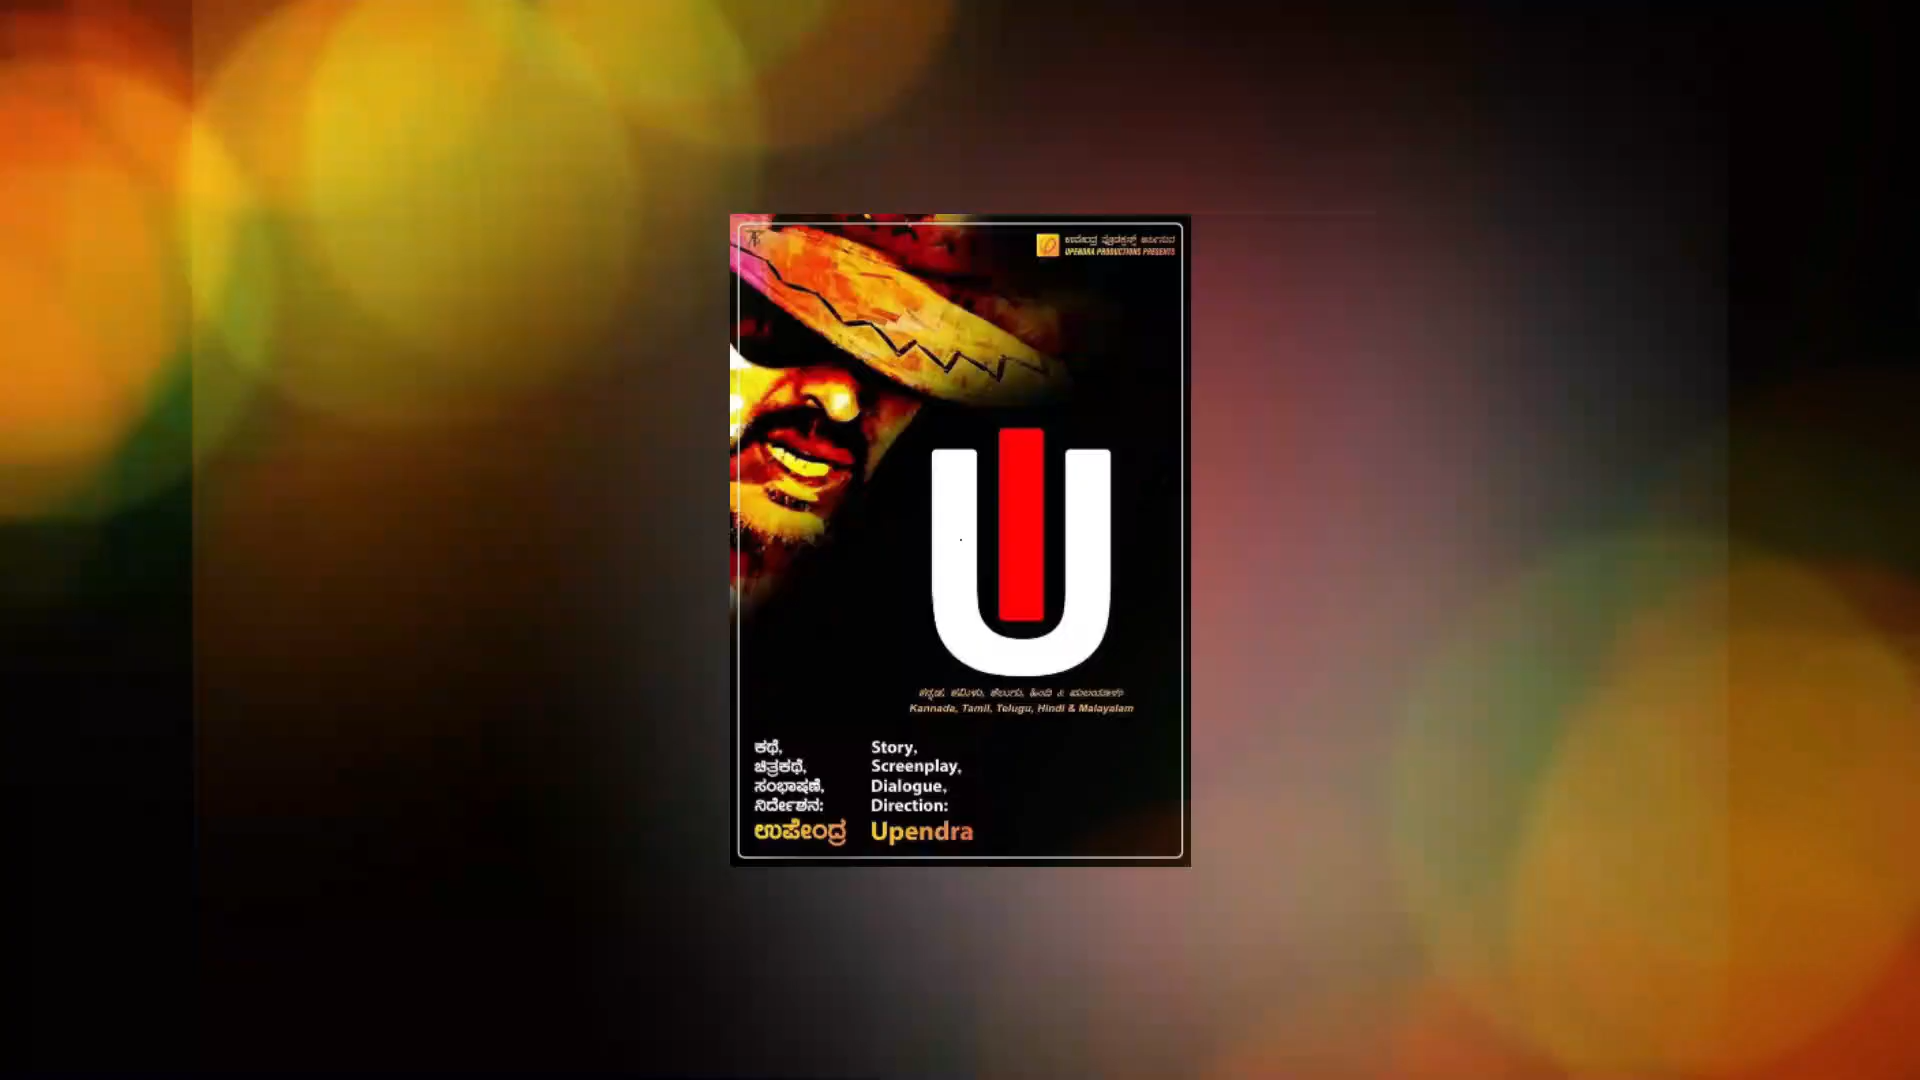 ಉಪೇಂದ್ರ ಪ್ರೊಡಕ್ಷನ್ಸ್ ಅರ್ಪಿಸುವ
UPENDRA PRODUCTIONS PRESENTS
UI
ಕನ್ನಡ, ತಮಿಳು, ತೆಲುಗು, ಹಿಂದಿ & ಮಲಯಾಳಂ
Kannada, Tamil, Telugu, Hindi & Malayalam
ಕಥೆ, Story,
ಚಿತ್ರಕಥೆ, Screenplay,
ಸಂಭಾಷಣೆ, Dialogue,
ನಿರ್ದೇಶನ: Direction:
ಉಪೇಂದ್ರ Upendra